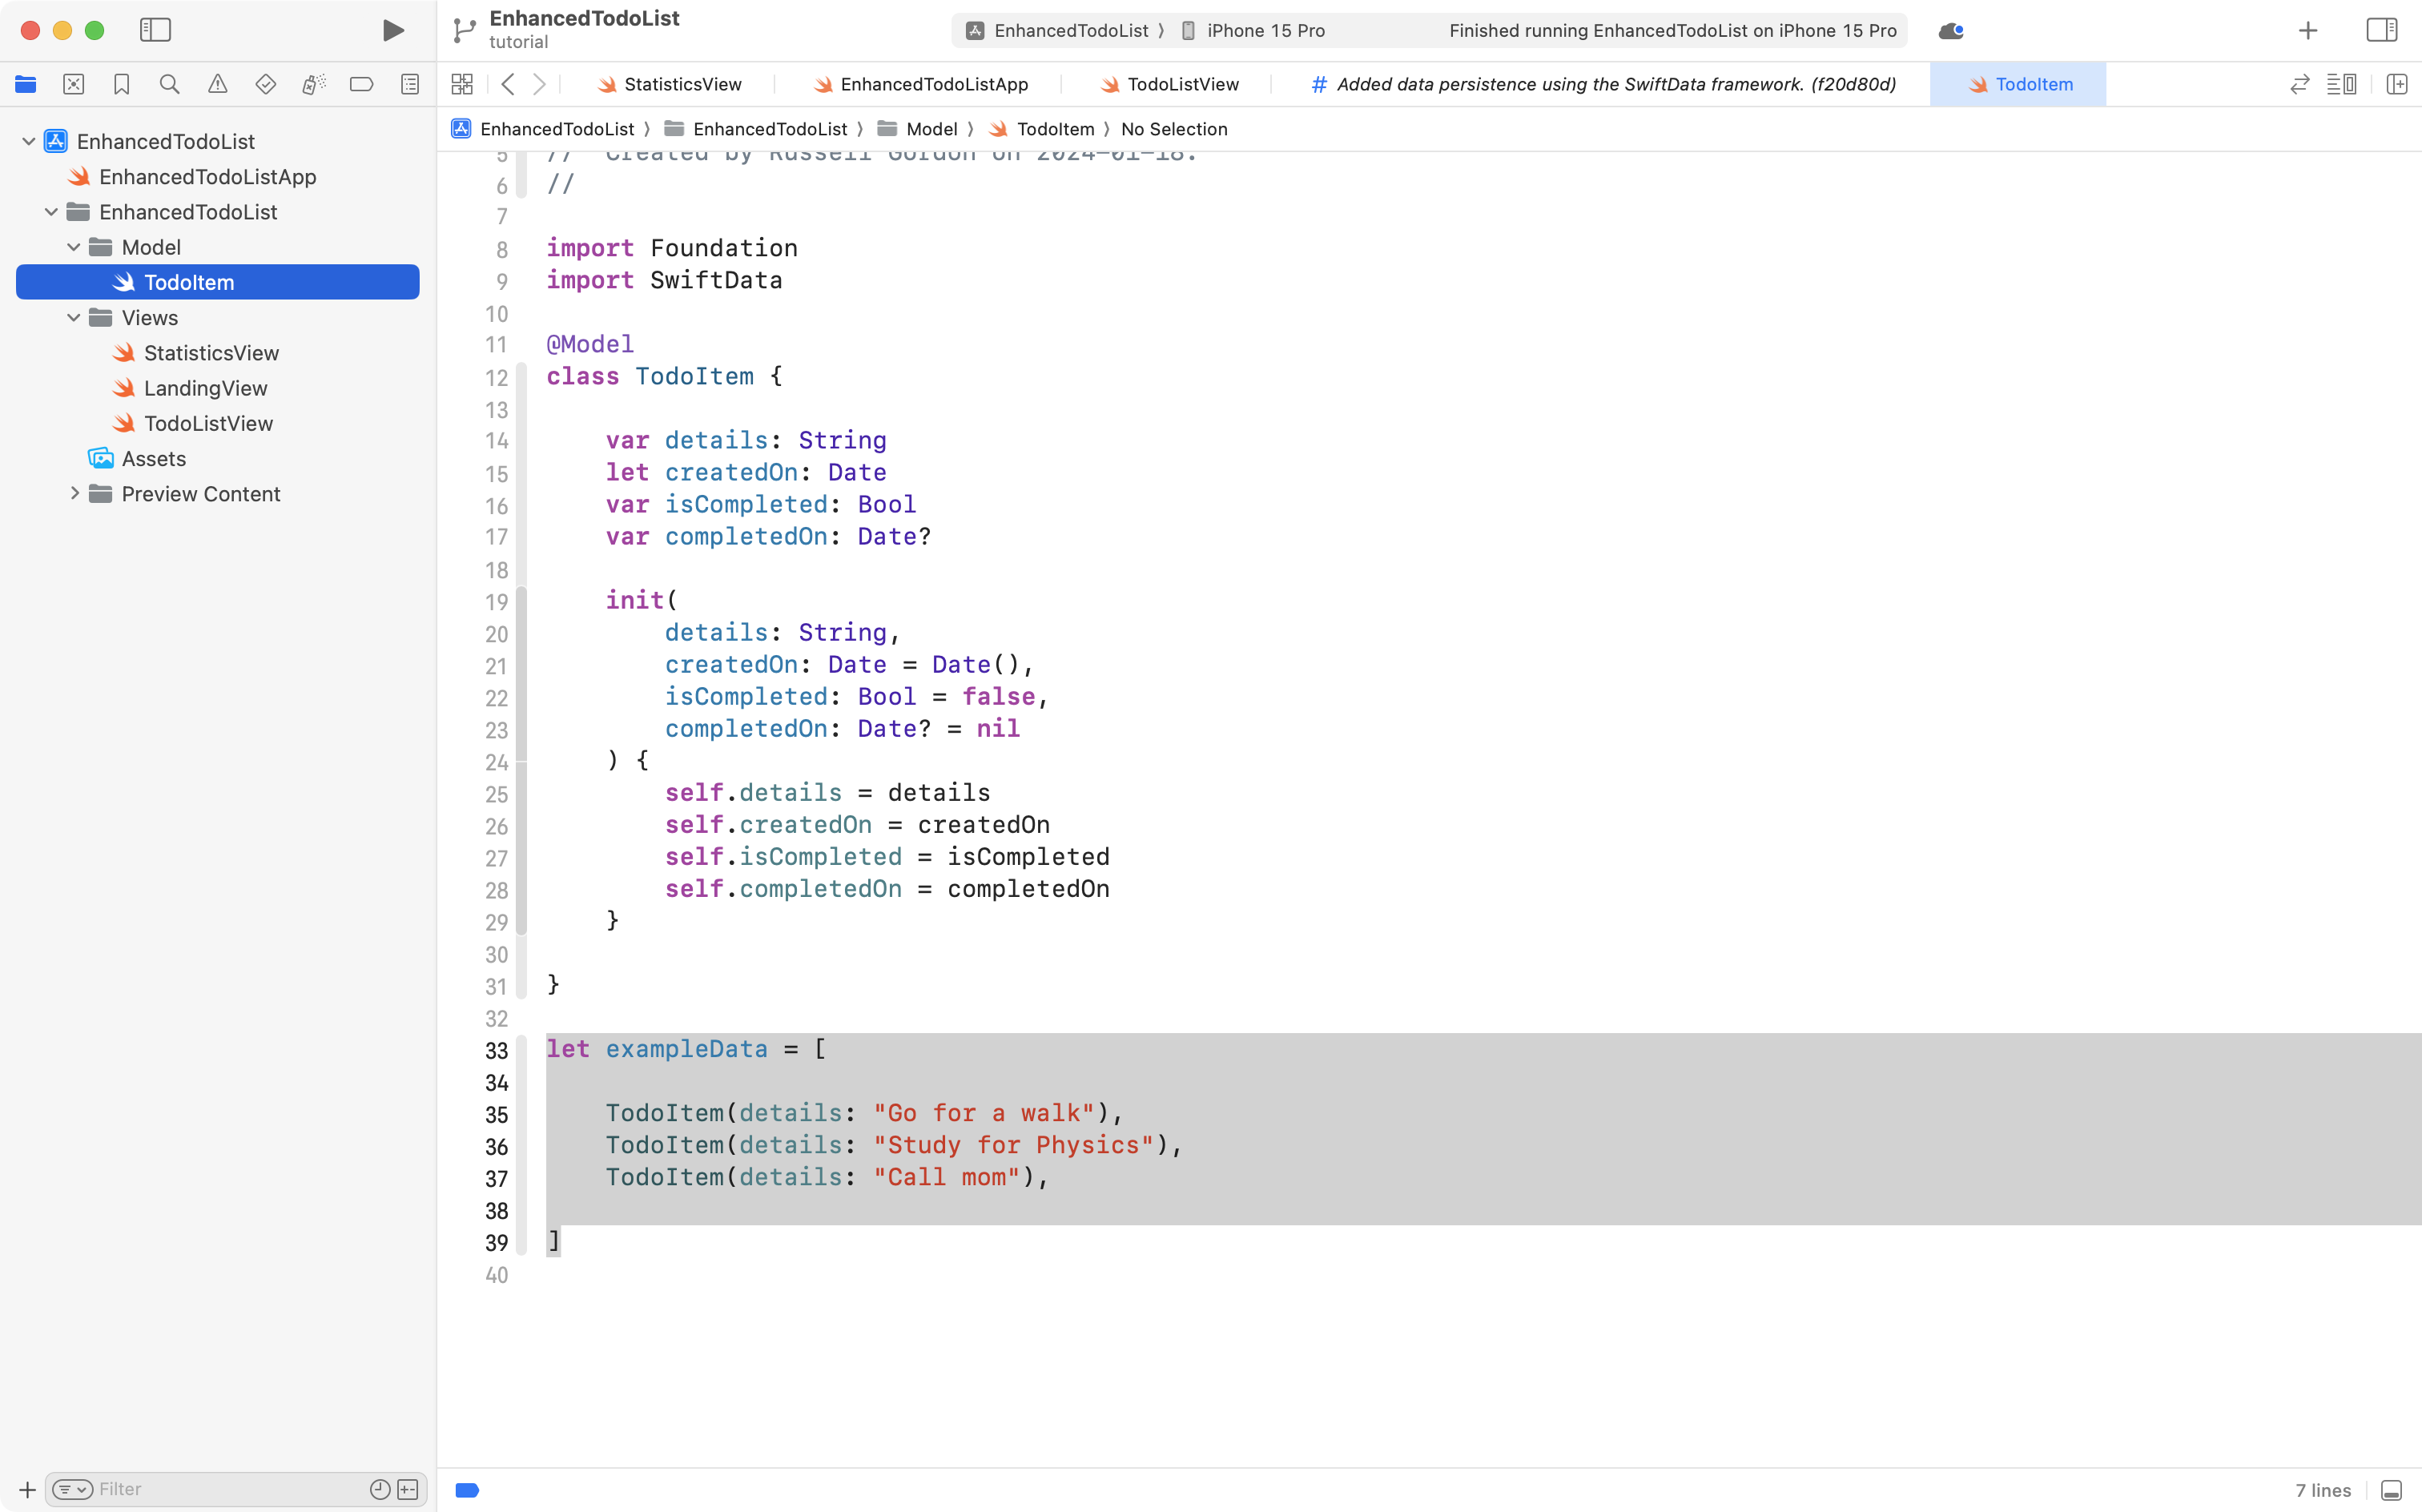 EnhancedTodoList
tutorial
EnhancedTodoList 〉 iPhone 15 Pro
Finished running EnhancedTodoList on iPhone 15 Pro
StatisticsView
EnhancedTodoListApp
TodoListView
# Added data persistence using the SwiftData framework. (f20d80d)
TodoItem
EnhancedTodoList 〉 EnhancedTodoList 〉 Model 〉 TodoItem 〉 No Selection
EnhancedTodoList
EnhancedTodoListApp
EnhancedTodoList
Model
TodoItem
Views
StatisticsView
LandingView
TodoListView
Assets
Preview Content
Filter
5 // Created by Russell Gordon on 2024-01-18.
6 //
7
8 import Foundation
9 import SwiftData
10
11 @Model
12 class TodoItem {
13
14     var details: String
15     let createdOn: Date
16     var isCompleted: Bool
17     var completedOn: Date?
18
19     init(
20         details: String,
21         createdOn: Date = Date(),
22         isCompleted: Bool = false,
23         completedOn: Date? = nil
24     ) {
25         self.details = details
26         self.createdOn = createdOn
27         self.isCompleted = isCompleted
28         self.completedOn = completedOn
29     }
30
31 }
32
33 let exampleData = [
34
35     TodoItem(details: "Go for a walk"),
36     TodoItem(details: "Study for Physics"),
37     TodoItem(details: "Call mom"),
38
39 ]
40
7 lines